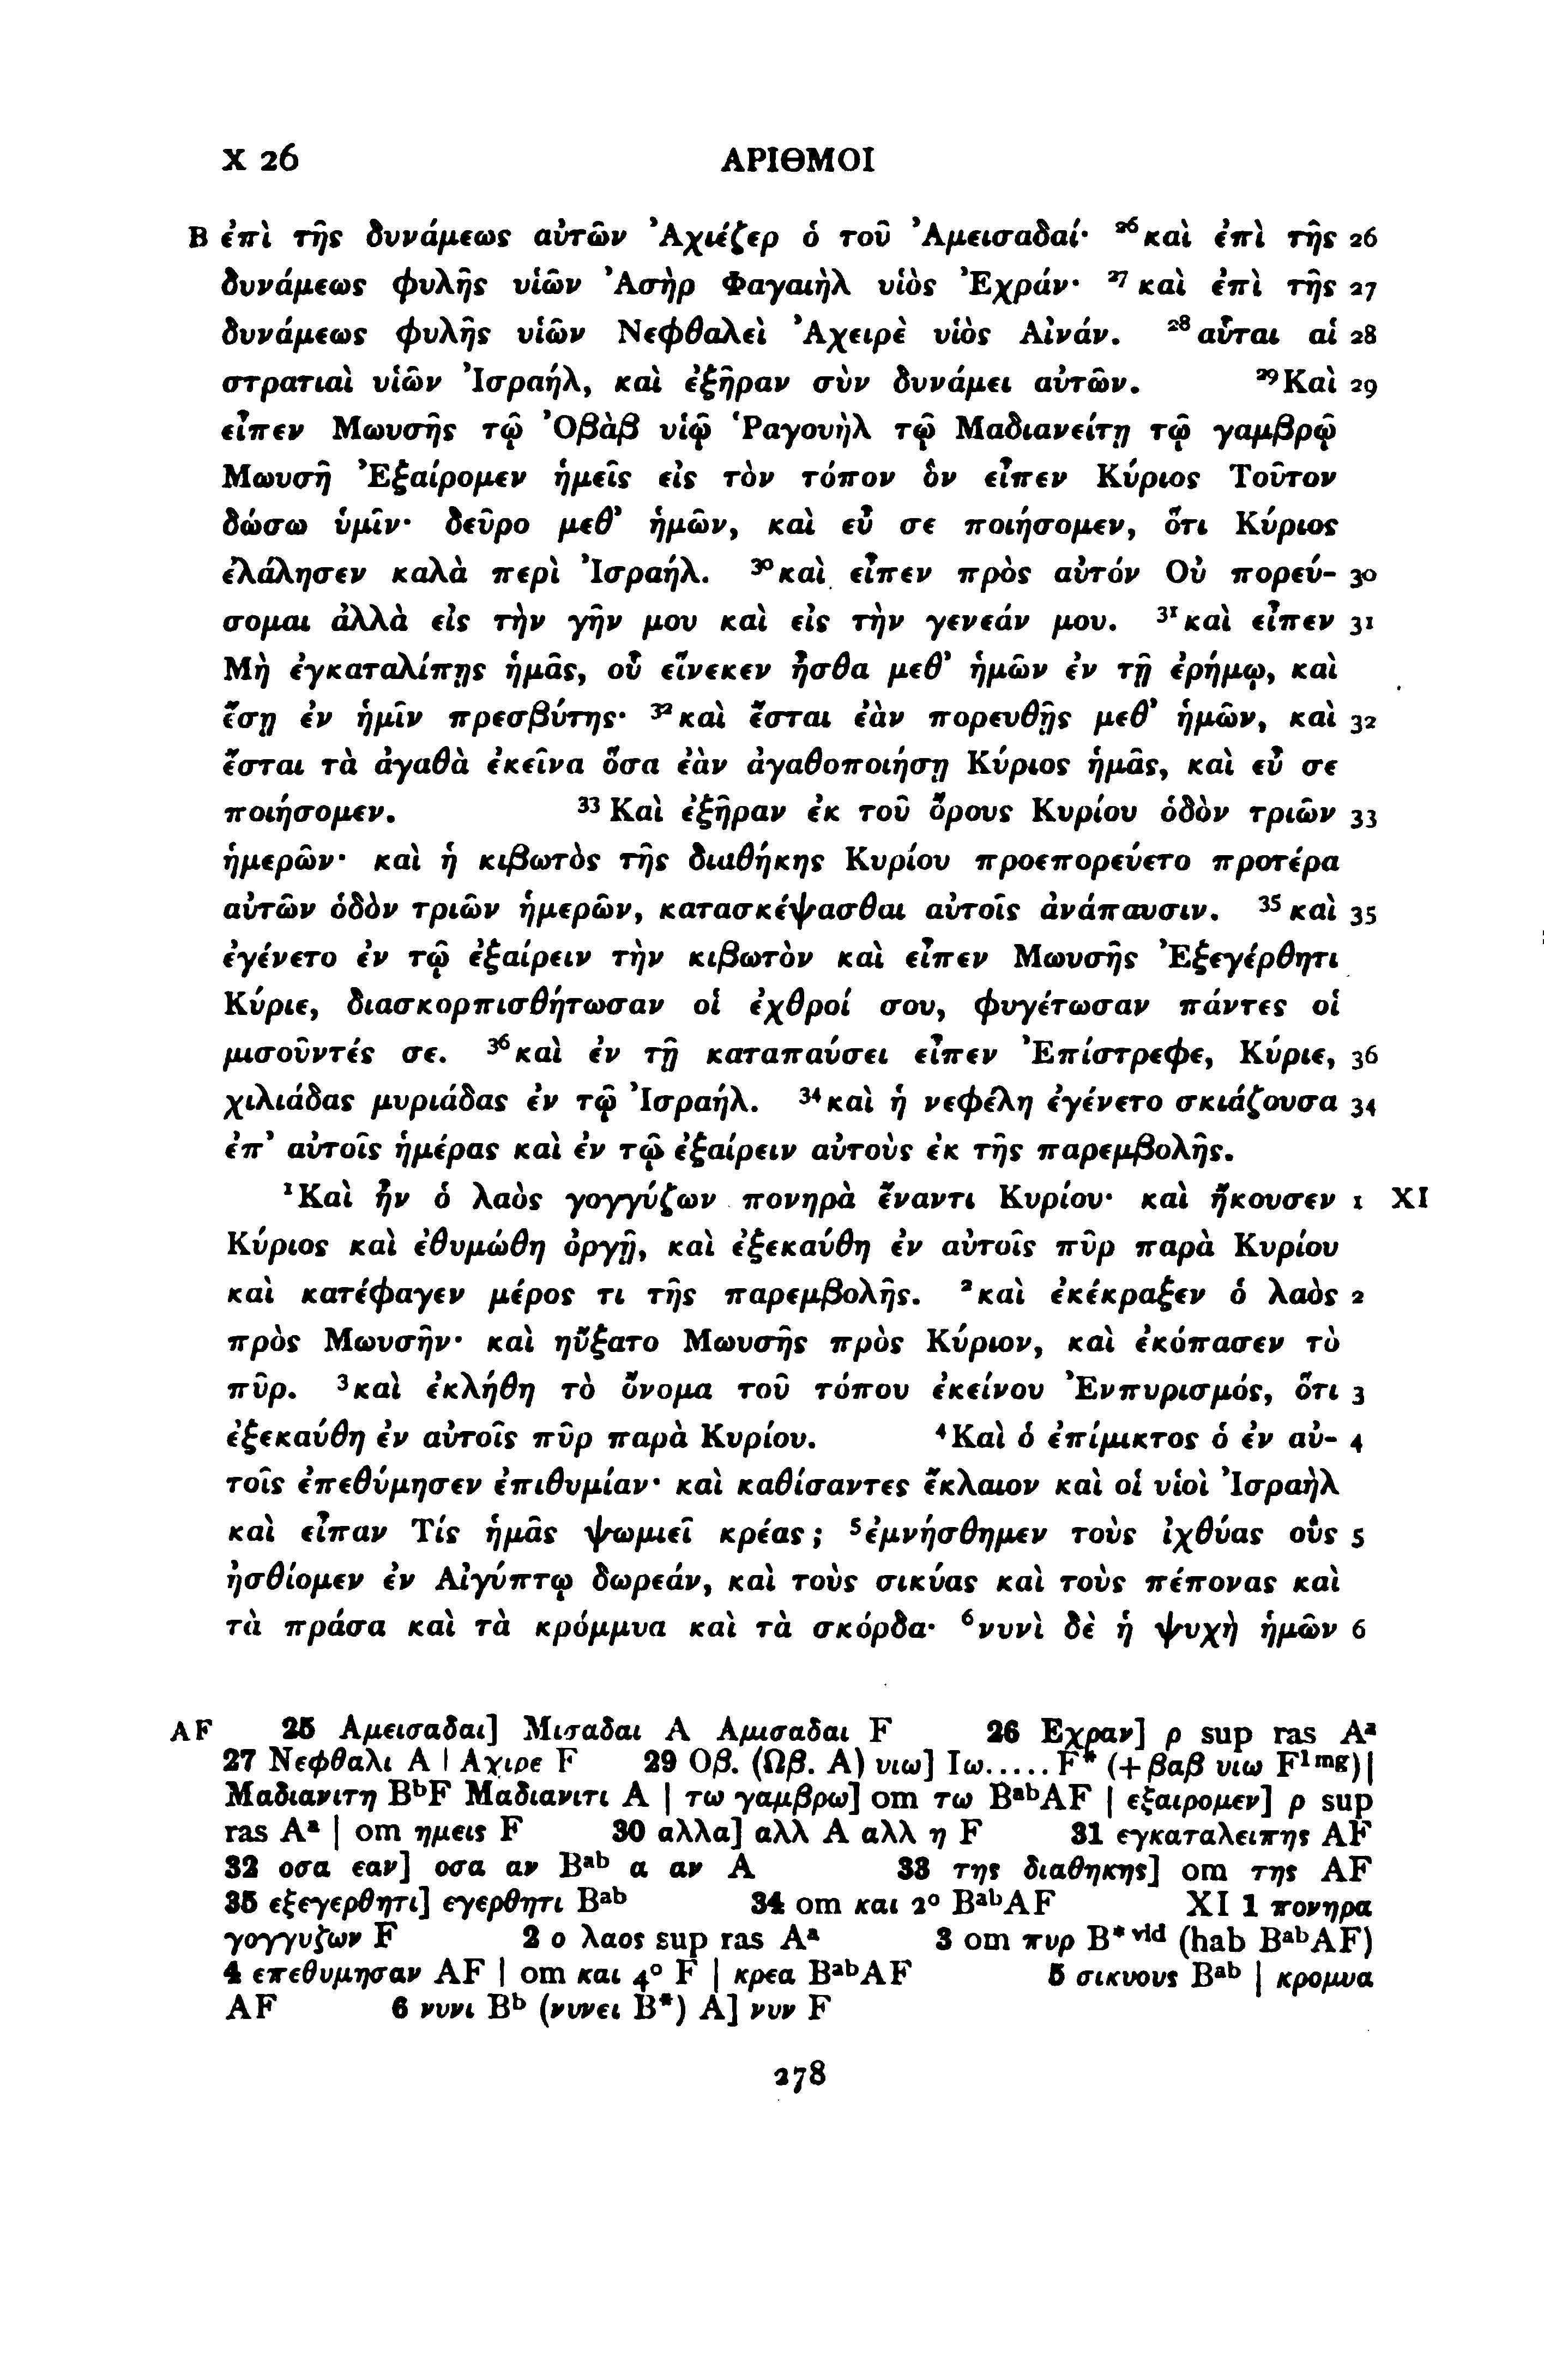 X 26 ΑΡΙΘΜΟΙ
B ἐπὶ τῆς δυνάμεως αὐτῶν Ἀχιέζερ ὁ τοῦ Ἀμεισαδαί· ²⁶καὶ ἐπὶ τῆς 26
δυνάμεως φυλῆς υἱῶν Ἀσὴρ Φαγαιὴλ υἱὸς Ἐχράν· ²⁷καὶ ἐπὶ τῆς 27
δυνάμεως φυλῆς υἱῶν Νεφθαλεὶ Ἀχειρὲ υἱὸς Αἰνάν. ²⁸αὗται αἱ 28
στρατιαὶ υἱῶν Ἰσραήλ, καὶ ἐξῆραν σὺν δυνάμει αὐτῶν. ²⁹Καὶ 29
εἶπεν Μωυσῆς τῷ Ὀβὰβ υἱῷ Ῥαγουὴλ τῷ Μαδιανείτῃ τῷ γαμβρῷ
Μωυσῆ Ἐξαίρομεν ἡμεῖς εἰς τὸν τόπον ὃν εἶπεν Κύριος Τοῦτον
δώσω ὑμῖν· δεῦρο μεθ᾽ ἡμῶν, καὶ εὖ σε ποιήσομεν, ὅτι Κύριος
ἐλάλησεν καλὰ περὶ Ἰσραήλ. ³⁰καὶ εἶπεν πρὸς αὐτόν Οὐ πορεύ- 30
σομαι ἀλλὰ εἰς τὴν γῆν μου καὶ εἰς τὴν γενεάν μου. ³¹καὶ εἶπεν 31
Μὴ ἐγκαταλίπῃς ἡμᾶς, οὗ εἵνεκεν ἦσθα μεθ᾽ ἡμῶν ἐν τῇ ἐρήμῳ, καὶ
ἔσῃ ἐν ἡμῖν πρεσβύτης· ³²καὶ ἔσται ἐὰν πορευθῇς μεθ᾽ ἡμῶν, καὶ 32
ἔσται τὰ ἀγαθὰ ἐκεῖνα ὅσα ἐὰν ἀγαθοποιήσῃ Κύριος ἡμᾶς, καὶ εὖ σε
ποιήσομεν. ³³Καὶ ἐξῆραν ἐκ τοῦ ὄρους Κυρίου ὁδὸν τριῶν 33
ἡμερῶν· καὶ ἡ κιβωτὸς τῆς διαθήκης Κυρίου προεπορεύετο προτέρα
αὐτῶν ὁδὸν τριῶν ἡμερῶν, κατασκέψασθαι αὐτοῖς ἀνάπαυσιν. ³⁵καὶ 35
ἐγένετο ἐν τῷ ἐξαίρειν τὴν κιβωτὸν καὶ εἶπεν Μωυσῆς Ἐξεγέρθητι
Κύριε, διασκορπισθήτωσαν οἱ ἐχθροί σου, φυγέτωσαν πάντες οἱ
μισοῦντές σε. ³⁶καὶ ἐν τῇ καταπαύσει εἶπεν Ἐπίστρεφε, Κύριε, 36
χιλιάδας μυριάδας ἐν τῷ Ἰσραήλ. ³⁴καὶ ἡ νεφέλη ἐγένετο σκιάζουσα 34
ἐπ᾽ αὐτοῖς ἡμέρας καὶ ἐν τῷ ἐξαίρειν αὐτοὺς ἐκ τῆς παρεμβολῆς.
¹Καὶ ἦν ὁ λαὸς γογγύζων πονηρὰ ἔναντι Κυρίου· καὶ ἤκουσεν 1 XI
Κύριος καὶ ἐθυμώθη ὀργῇ, καὶ ἐξεκαύθη ἐν αὐτοῖς πῦρ παρὰ Κυρίου
καὶ κατέφαγεν μέρος τι τῆς παρεμβολῆς. ²καὶ ἐκέκραξεν ὁ λαὸς 2
πρὸς Μωυσῆν· καὶ ηὔξατο Μωυσῆς πρὸς Κύριον, καὶ ἐκόπασεν τὸ
πῦρ. ³καὶ ἐκλήθη τὸ ὄνομα τοῦ τόπου ἐκείνου Ἐνπυρισμός, ὅτι 3
ἐξεκαύθη ἐν αὐτοῖς πῦρ παρὰ Κυρίου. ⁴Καὶ ὁ ἐπίμικτος ὁ ἐν αὐ- 4
τοῖς ἐπεθύμησεν ἐπιθυμίαν· καὶ καθίσαντες ἔκλαιον καὶ οἱ υἱοὶ Ἰσραὴλ
καὶ εἶπαν Τίς ἡμᾶς ψωμιεῖ κρέας; ⁵ἐμνήσθημεν τοὺς ἰχθύας οὓς 5
ἠσθίομεν ἐν Αἰγύπτῳ δωρεάν, καὶ τοὺς σικύας καὶ τοὺς πέπονας καὶ
τὰ πράσα καὶ τὰ κρόμμυα καὶ τὰ σκόρδα· ⁶νυνὶ δὲ ἡ ψυχὴ ἡμῶν 6
AF 25 Αμεισαδαι] Μισαδαι A Αμισαδαι F 26 Εχραν] ρ sup ras Aᵃ
27 Νεφθαλι A | Αχιρε F 29 Οβ. (Ωβ. A) υιω] Ιω..... F* (+βαβ υιω F¹ᵐᵍ) |
Μαδιανιτη BᵇF Μαδιανιτι A | τω γαμβρω] om τω BᵃᵇAF | εξαιρομεν] ρ sup
ras Aᵃ | om ημεις F 30 αλλα] αλλ A αλλ η F 31 εγκαταλειπης AF
32 οσα εαν] οσα αν Bᵃᵇ α αν A 33 της διαθηκης] om της AF
35 εξεγερθητι] εγερθητι Bᵃᵇ 34 om και 2° BᵃᵇAF XI 1 πονηρα
γογγυζων F 2 ο λαος sup ras Aᵃ 3 om πυρ B*ᵛⁱᵈ (hab BᵃᵇAF)
4 επεθυμησαν AF | om και 4° F | κρεα BᵃᵇAF 5 σικυους Bᵃᵇ | κρομυα
AF 6 νυνι Bᵇ (νυνει B*) A] νυν F
278